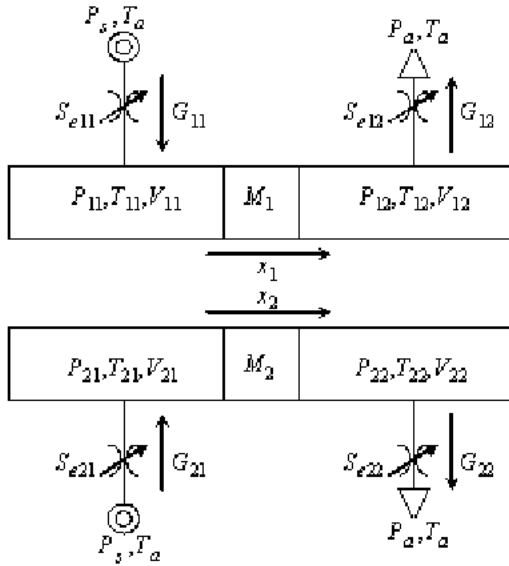 P_s, T_a
P_a, T_a
S_e11
G_11
S_e12
G_12
P_11, T_11, V_11
M_1
P_12, T_12, V_12
x_1
x_2
P_21, T_21, V_21
M_2
P_22, T_22, V_22
S_e21
G_21
S_e22
G_22
P_s, T_a
P_a, T_a